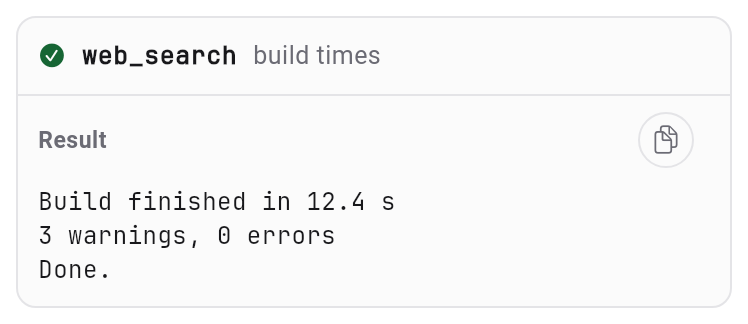 web_search build times
Result
Build finished in 12.4 s
3 warnings, 0 errors
Done.